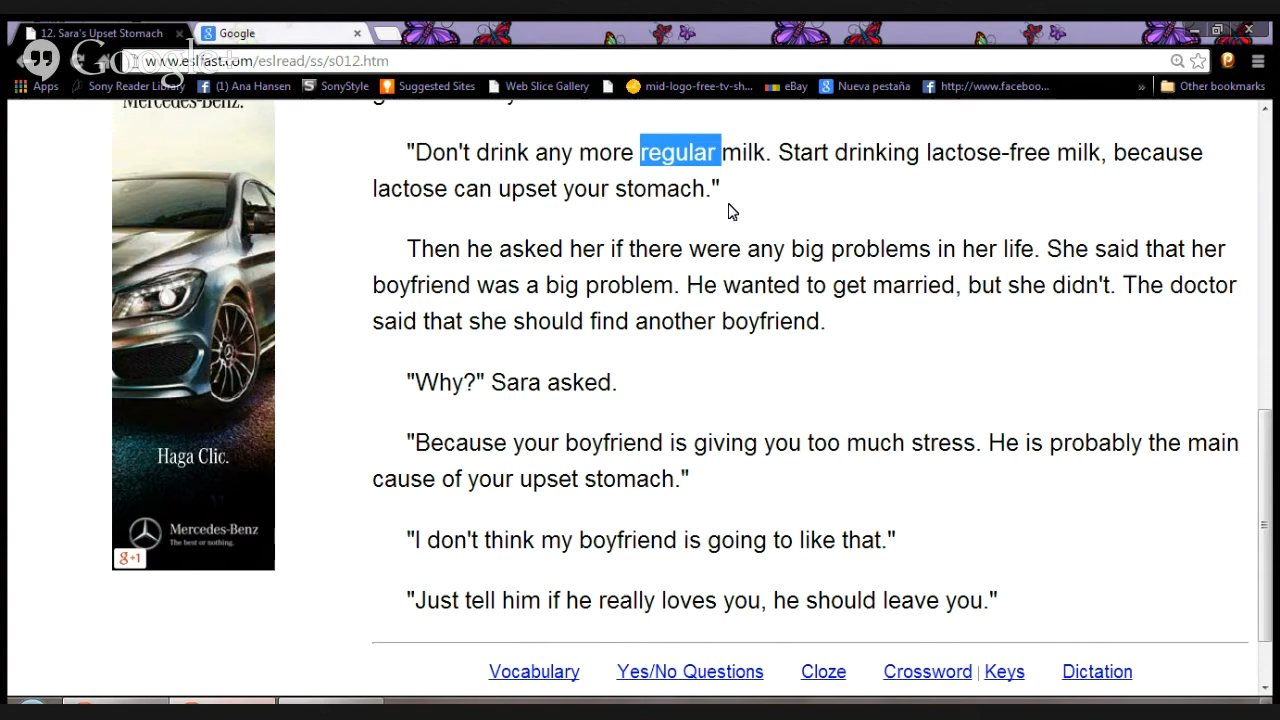 12. Sara's Upset Stomach
Google
Google+
www.eslfast.com/eslread/ss/s012.htm
Apps
Sony Reader Library
(1) Ana Hansen
SonyStyle
Suggested Sites
Web Slice Gallery
mid-logo-free-tv-sh...
eBay
Nueva pestaña
http://www.faceboo...
»
Other bookmarks
Mercedes-Benz.
"Don't drink any more regular milk. Start drinking lactose-free milk, because
lactose can upset your stomach."
Then he asked her if there were any big problems in her life. She said that her
boyfriend was a big problem. He wanted to get married, but she didn't. The doctor
said that she should find another boyfriend.
"Why?" Sara asked.
"Because your boyfriend is giving you too much stress. He is probably the main
cause of your upset stomach."
"I don't think my boyfriend is going to like that."
"Just tell him if he really loves you, he should leave you."
Haga Clic.
Mercedes-Benz
The best or nothing.
g+1
Vocabulary Yes/No Questions Cloze Crossword | Keys Dictation